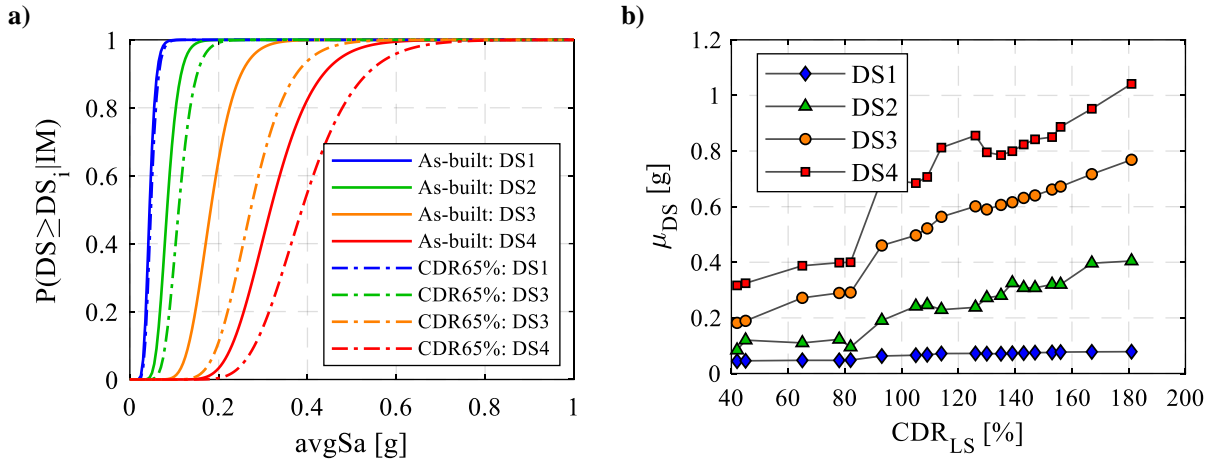 a)
P(DS≥DS_i|IM)
1
0.8
0.6
0.4
0.2
0
0 0.2 0.4 0.6 0.8 1
avgSa [g]
As-built: DS1
As-built: DS2
As-built: DS3
As-built: DS4
CDR65%: DS1
CDR65%: DS3
CDR65%: DS3
CDR65%: DS4
b)
μ_DS [g]
1.2
1
0.8
0.6
0.4
0.2
0
40 60 80 100 120 140 160 180 200
CDR_LS [%]
DS1
DS2
DS3
DS4